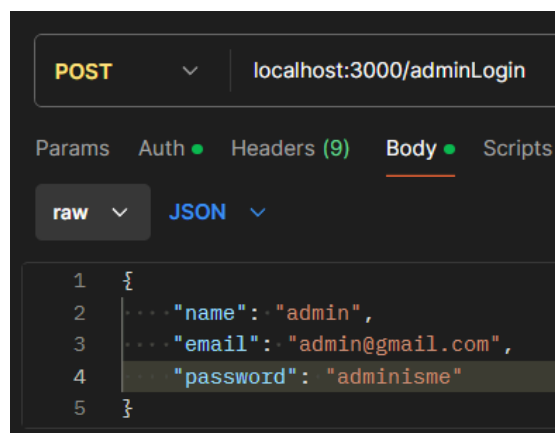 POST localhost:3000/adminLogin
Params Auth Headers (9) Body Scripts
raw JSON
1 {
2 "name": "admin",
3 "email": "admin@gmail.com",
4 "password": "adminisme"
5 }